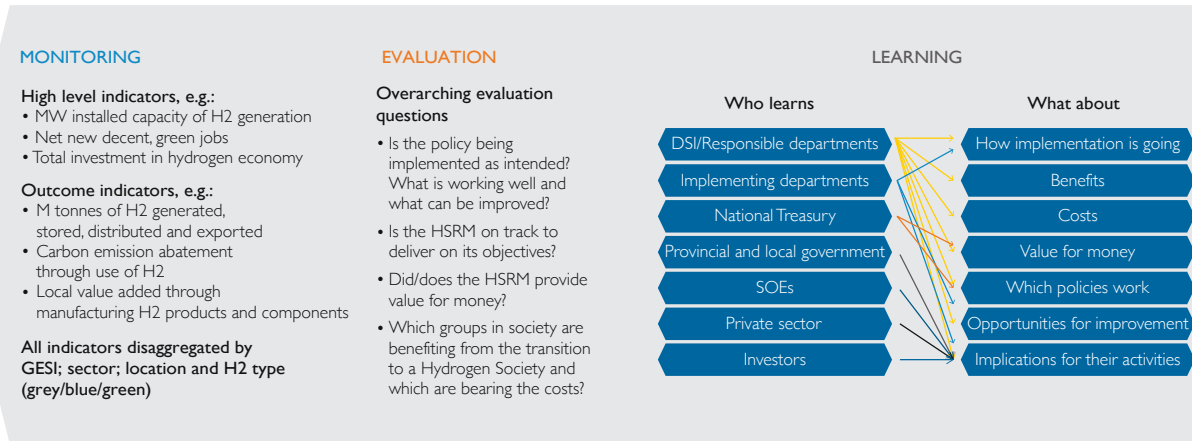 MONITORING
High level indicators, e.g.:
• MW installed capacity of H2 generation
• Net new decent, green jobs
• Total investment in hydrogen economy
Outcome indicators, e.g.:
• M tonnes of H2 generated,
stored, distributed and exported
• Carbon emission abatement
through use of H2
• Local value added through
manufacturing H2 products and components
All indicators disaggregated by
GESI; sector; location and H2 type
(grey/blue/green)
EVALUATION
Overarching evaluation
questions
• Is the policy being
implemented as intended?
What is working well and
what can be improved?
• Is the HSRM on track to
deliver on its objectives?
• Did/does the HSRM provide
value for money?
• Which groups in society are
benefiting from the transition
to a Hydrogen Society and
which are bearing the costs?
LEARNING
Who learns
DSI/Responsible departments
Implementing departments
National Treasury
Provincial and local government
SOEs
Private sector
Investors
What about
How implementation is going
Benefits
Costs
Value for money
Which policies work
Opportunities for improvement
Implications for their activities